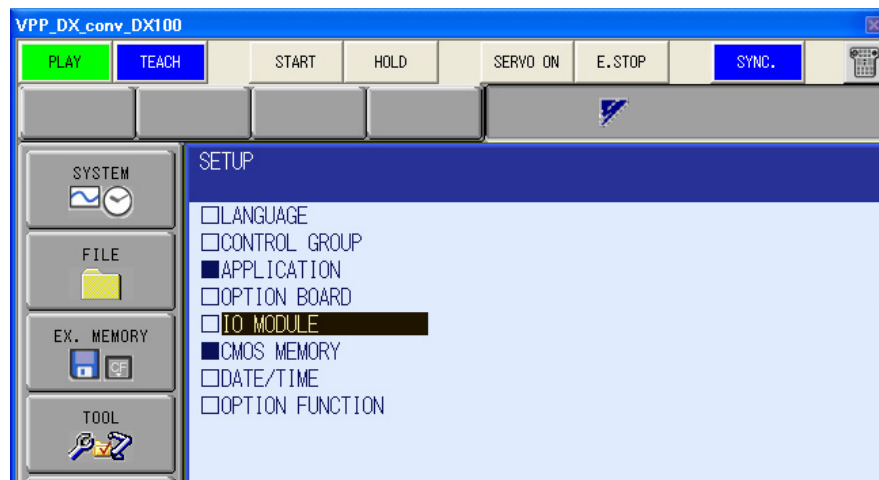 VPP_DX_conv_DX100
PLAY TEACH START HOLD SERVO ON E.STOP SYNC.
SYSTEM
FILE
EX. MEMORY
CF
TOOL
SETUP
LANGUAGE
CONTROL GROUP
APPLICATION
OPTION BOARD
IO MODULE
CMOS MEMORY
DATE/TIME
OPTION FUNCTION